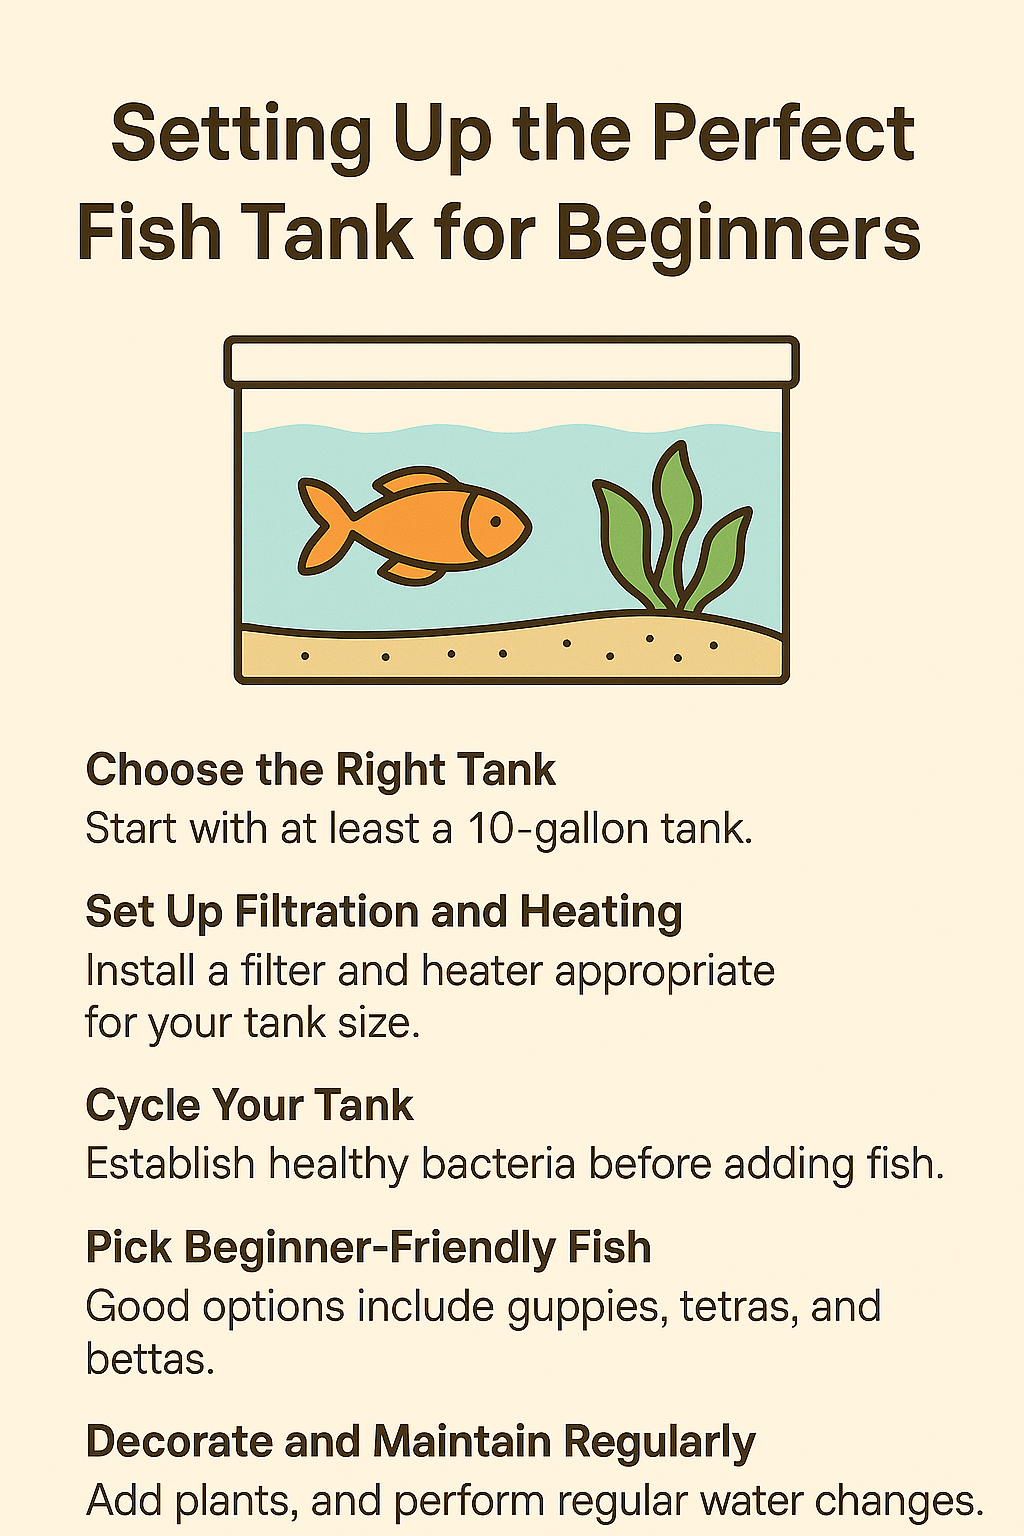 Setting Up the Perfect
Fish Tank for Beginners
Choose the Right Tank
Start with at least a 10-gallon tank.
Set Up Filtration and Heating
Install a filter and heater appropriate
for your tank size.
Cycle Your Tank
Establish healthy bacteria before adding fish.
Pick Beginner-Friendly Fish
Good options include guppies, tetras, and
bettas.
Decorate and Maintain Regularly
Add plants, and perform regular water changes.